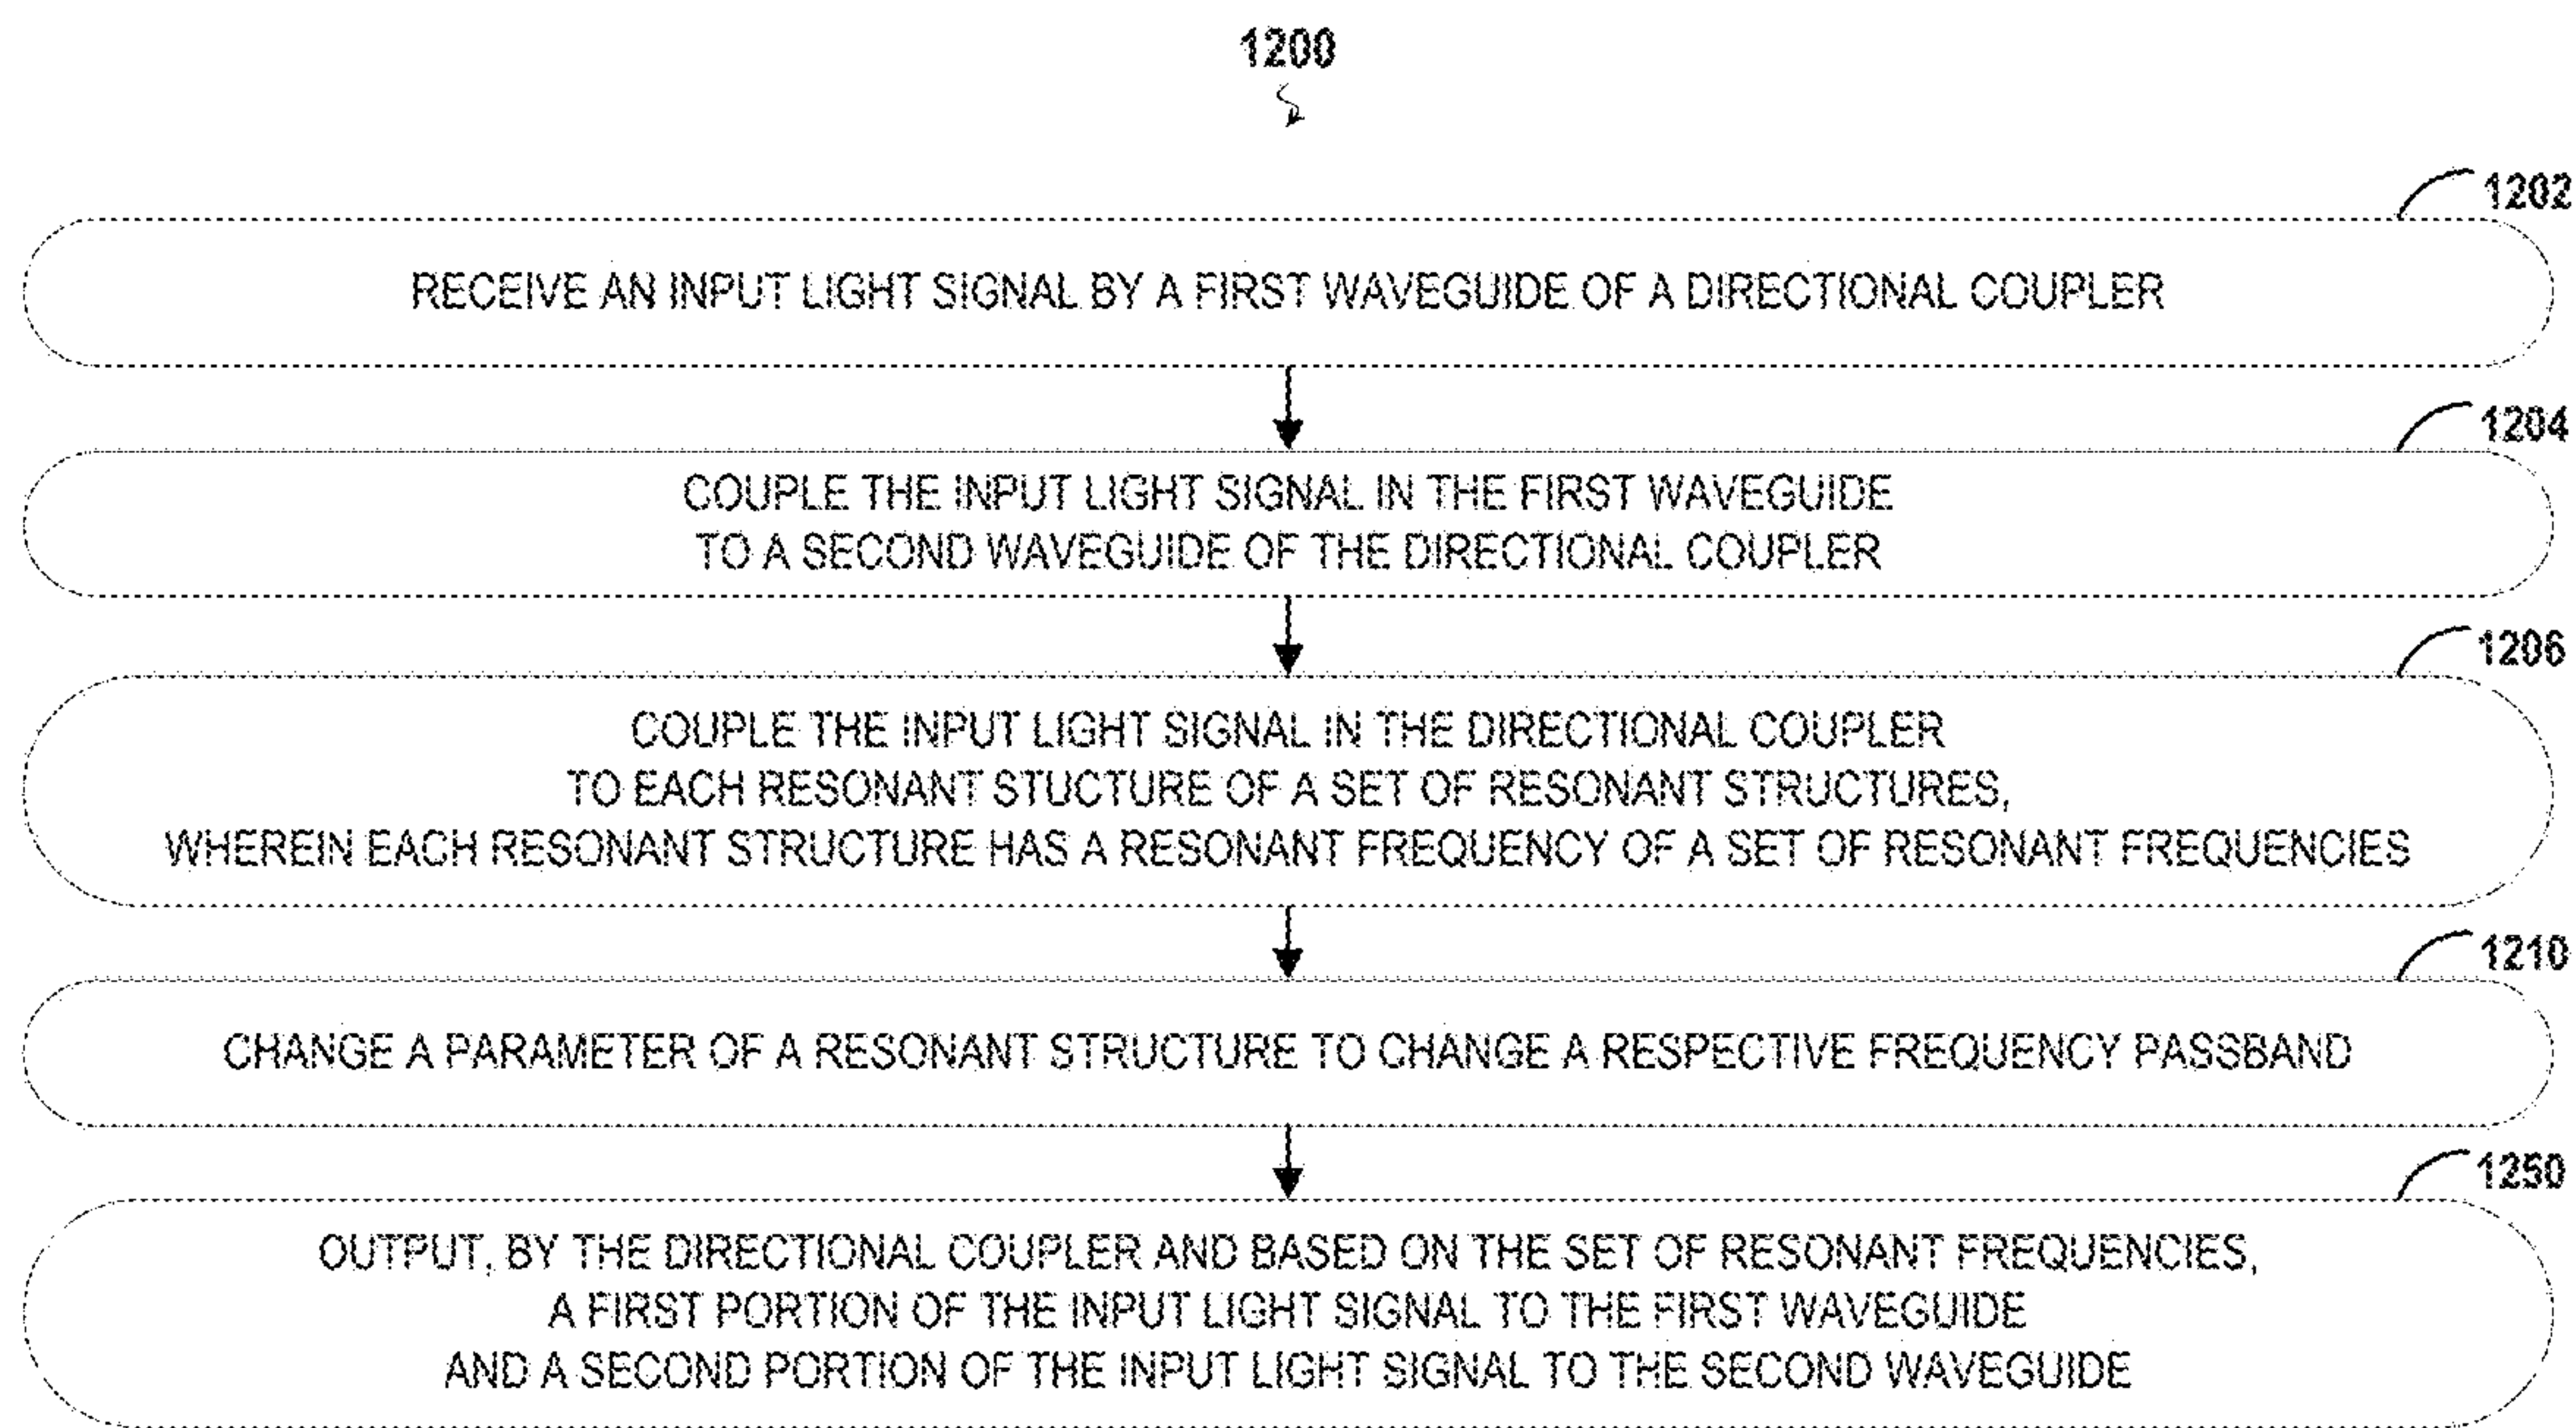 1200
1202
RECEIVE AN INPUT LIGHT SIGNAL BY A FIRST WAVEGUIDE OF A DIRECTIONAL COUPLER
1204
COUPLE THE INPUT LIGHT SIGNAL IN THE FIRST WAVEGUIDE
TO A SECOND WAVEGUIDE OF THE DIRECTIONAL COUPLER
1206
COUPLE THE INPUT LIGHT SIGNAL IN THE DIRECTIONAL COUPLER
TO EACH RESONANT STUCTURE OF A SET OF RESONANT STRUCTURES,
WHEREIN EACH RESONANT STRUCTURE HAS A RESONANT FREQUENCY OF A SET OF RESONANT FREQUENCIES
1210
CHANGE A PARAMETER OF A RESONANT STRUCTURE TO CHANGE A RESPECTIVE FREQUENCY PASSBAND
1250
OUTPUT, BY THE DIRECTIONAL COUPLER AND BASED ON THE SET OF RESONANT FREQUENCIES,
A FIRST PORTION OF THE INPUT LIGHT SIGNAL TO THE FIRST WAVEGUIDE
AND A SECOND PORTION OF THE INPUT LIGHT SIGNAL TO THE SECOND WAVEGUIDE